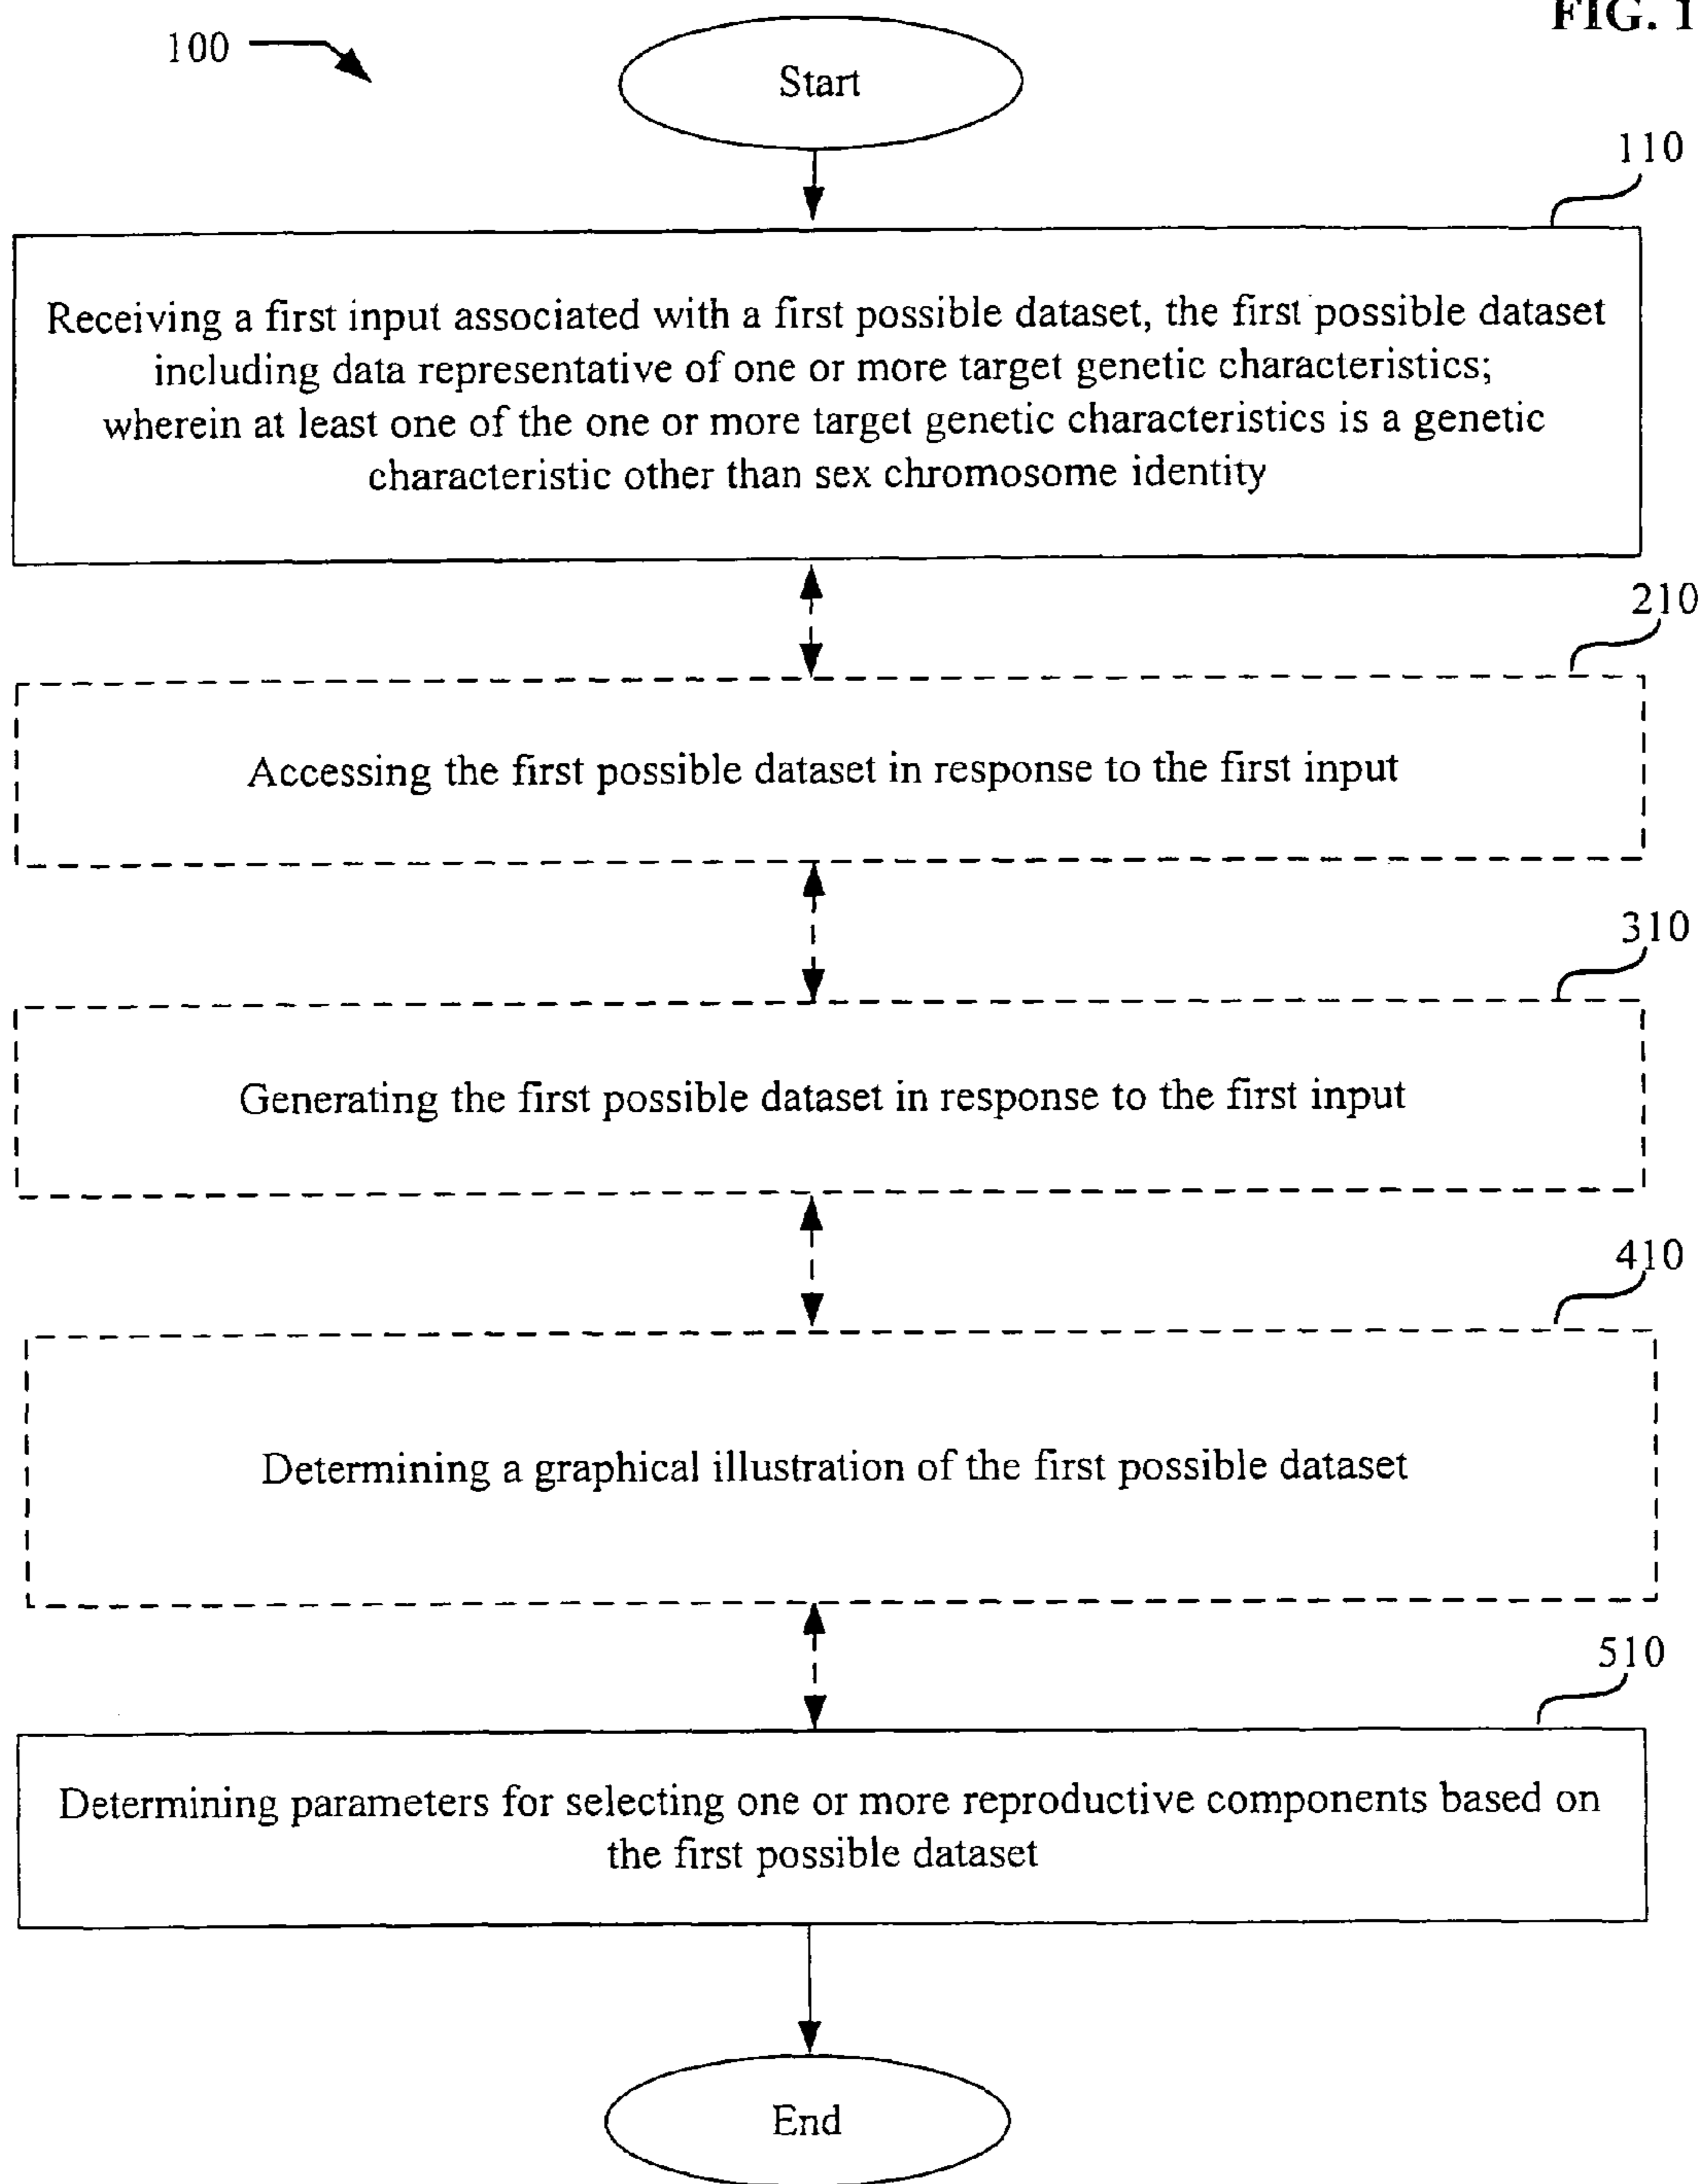 FIG. 1
100
Start
110
Receiving a first input associated with a first possible dataset, the first possible dataset
including data representative of one or more target genetic characteristics;
wherein at least one of the one or more target genetic characteristics is a genetic
characteristic other than sex chromosome identity
210
Accessing the first possible dataset in response to the first input
310
Generating the first possible dataset in response to the first input
410
Determining a graphical illustration of the first possible dataset
510
Determining parameters for selecting one or more reproductive components based on
the first possible dataset
End